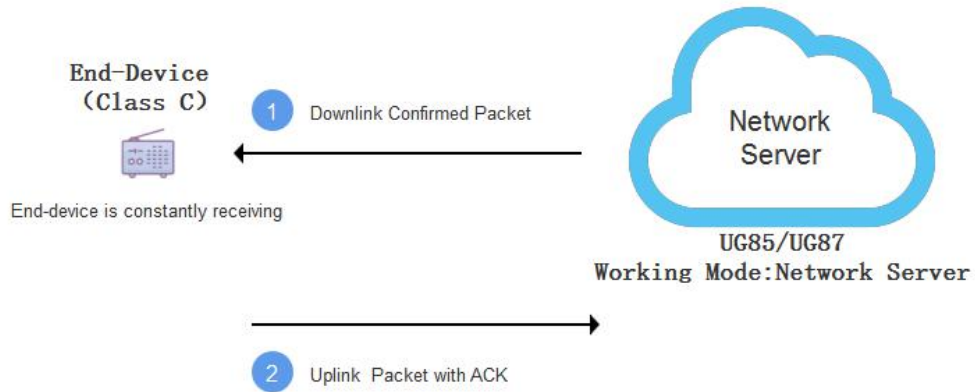 End-Device
(Class C)
1
Downlink Confirmed Packet
Network
Server
End-device is constantly receiving
UG85/UG87
Working Mode:Network Server
2
Uplink Packet with ACK